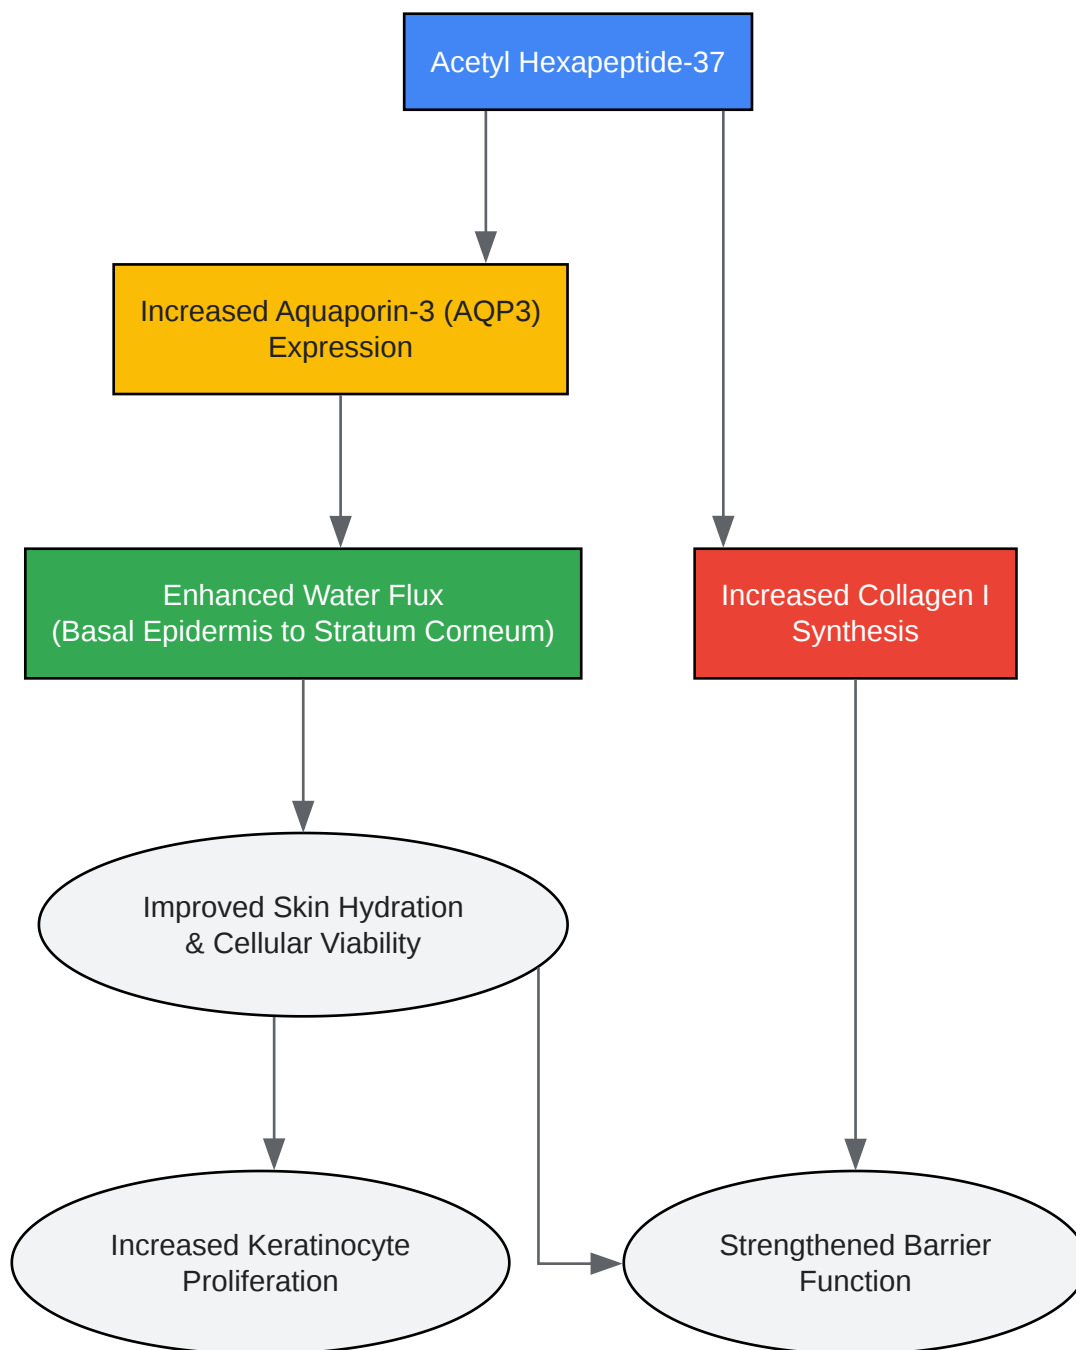 Acetyl Hexapeptide-37
Increased Aquaporin-3 (AQP3)
Expression
Enhanced Water Flux
(Basal Epidermis to Stratum Corneum)
Increased Collagen I
Synthesis
Improved Skin Hydration
& Cellular Viability
Increased Keratinocyte
Proliferation
Strengthened Barrier
Function